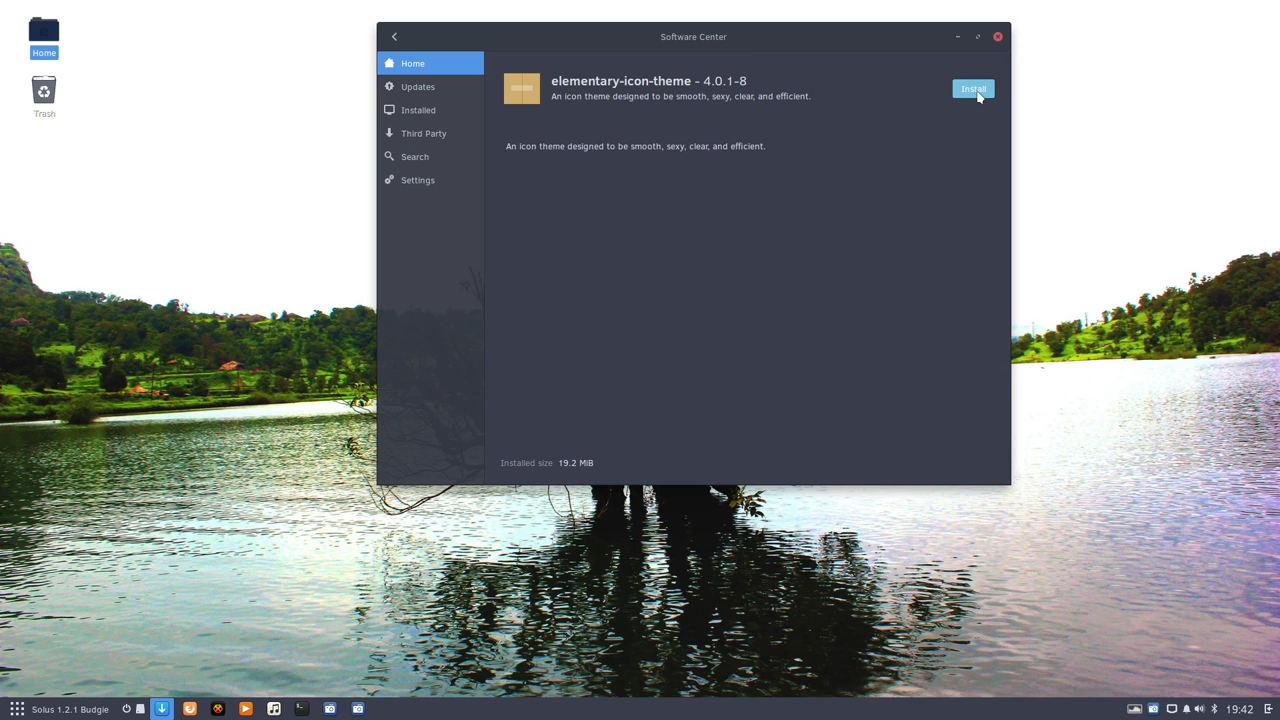 Home
Trash
Software Center
Home
Updates
Installed
Third Party
Search
Settings
elementary-icon-theme - 4.0.1-8
An icon theme designed to be smooth, sexy, clear, and efficient.
Install
An icon theme designed to be smooth, sexy, clear, and efficient.
Installed size 19.2 MiB
Solus 1.2.1 Budgie
19:42